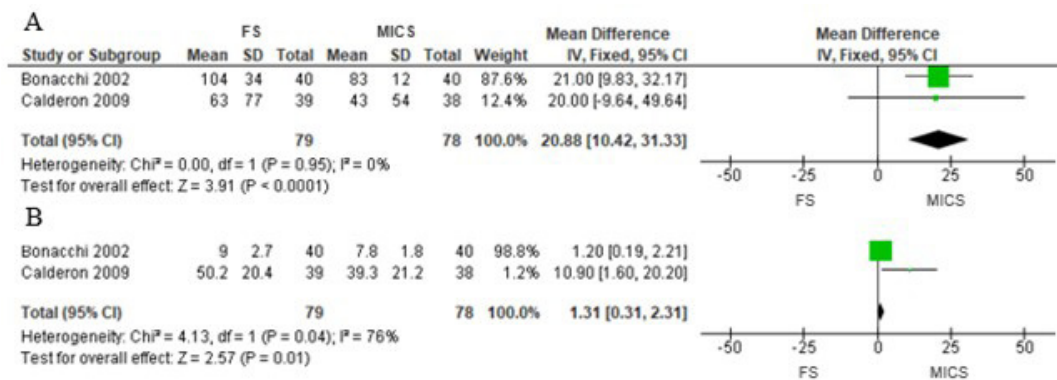 A
FS MICS Mean Difference Mean Difference
Study or Subgroup Mean SD Total Mean SD Total Weight IV, Fixed, 95% CI IV, Fixed, 95% CI
Bonacchi 2002 104 34 40 83 12 40 87.6% 21.00 [9.83, 32.17]
Calderon 2009 63 77 39 43 54 38 12.4% 20.00 [-9.64, 49.64]
Total (95% CI) 79 78 100.0% 20.88 [10.42, 31.33]
Heterogeneity: Chi² = 0.00, df = 1 (P = 0.95); I² = 0%
Test for overall effect: Z = 3.91 (P < 0.0001)
-50 -25 0 25 50
FS MICS
B
Bonacchi 2002 9 2.7 40 7.8 1.8 40 98.8% 1.20 [0.19, 2.21]
Calderon 2009 50.2 20.4 39 39.3 21.2 38 1.2% 10.90 [1.60, 20.20]
Total (95% CI) 79 78 100.0% 1.31 [0.31, 2.31]
Heterogeneity: Chi² = 4.13, df = 1 (P = 0.04); I² = 76%
Test for overall effect: Z = 2.57 (P = 0.01)
-50 -25 0 25 50
FS MICS